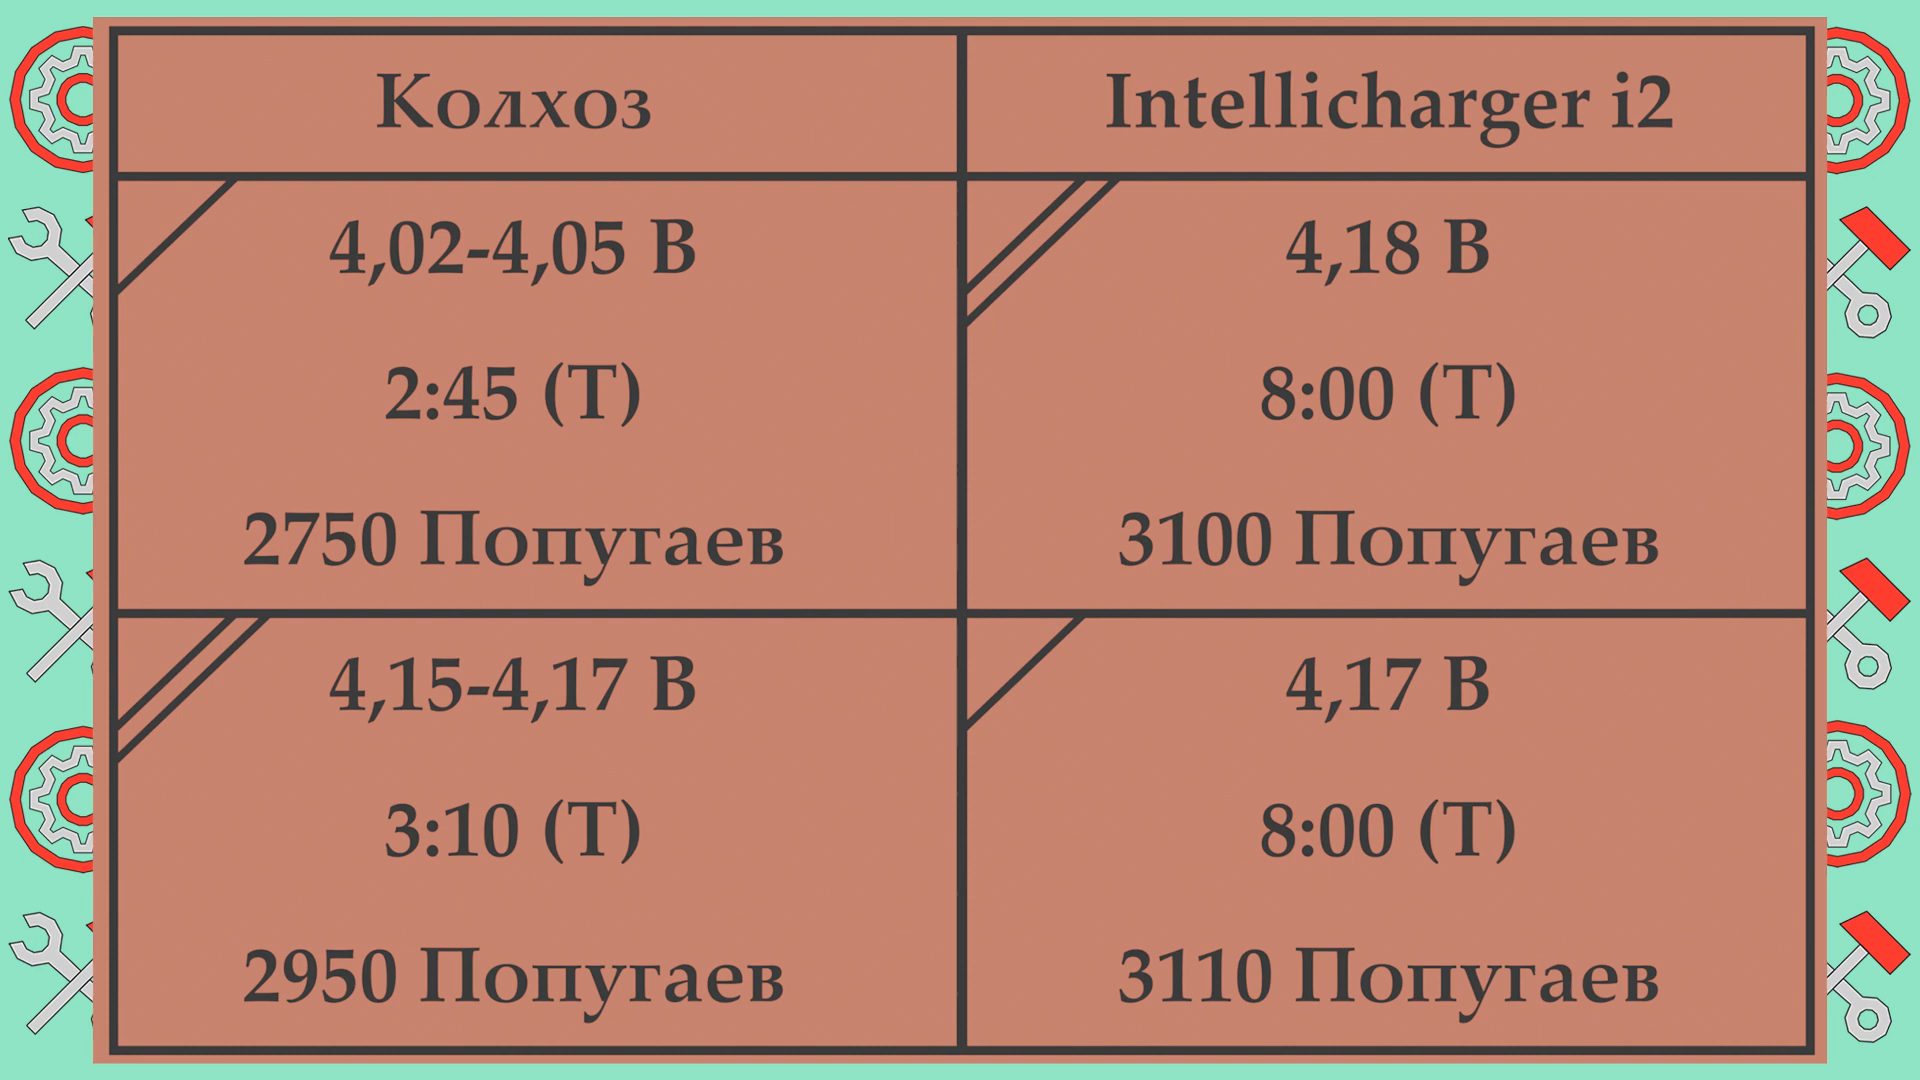 Колхоз
Intellicharger i2
4,02-4,05 В
2:45 (Т)
2750 Попугаев
4,18 В
8:00 (Т)
3100 Попугаев
4,15-4,17 В
3:10 (Т)
2950 Попугаев
4,17 В
8:00 (Т)
3110 Попугаев